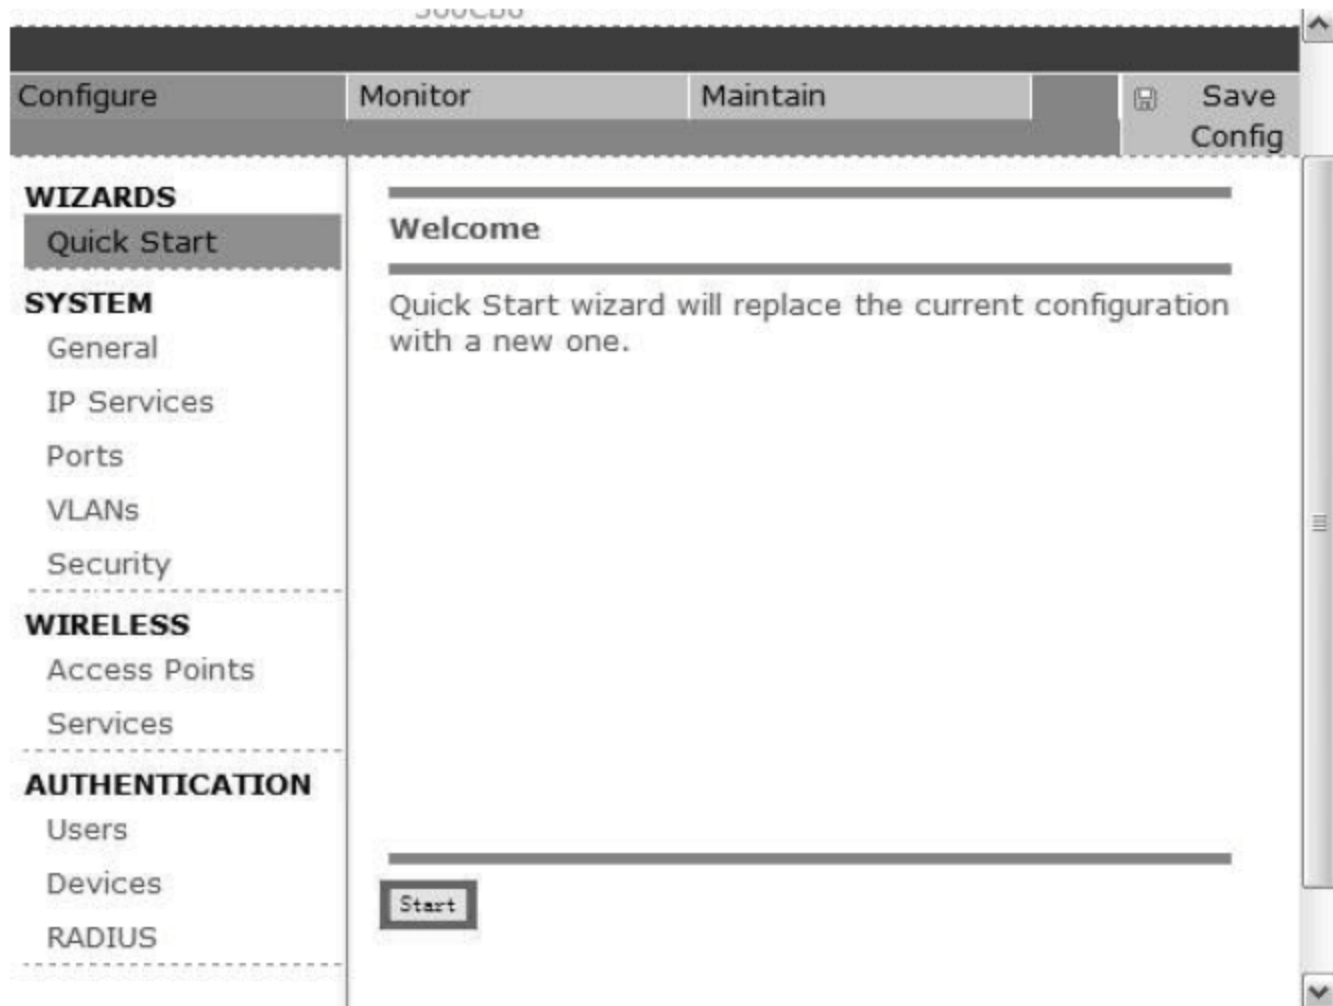 Configure
Monitor
Maintain
Save
Config
WIZARDS
Quick Start
SYSTEM
General
IP Services
Ports
VLANs
Security
WIRELESS
Access Points
Services
AUTHENTICATION
Users
Devices
RADIUS
Welcome
Quick Start wizard will replace the current configuration
with a new one.
Start